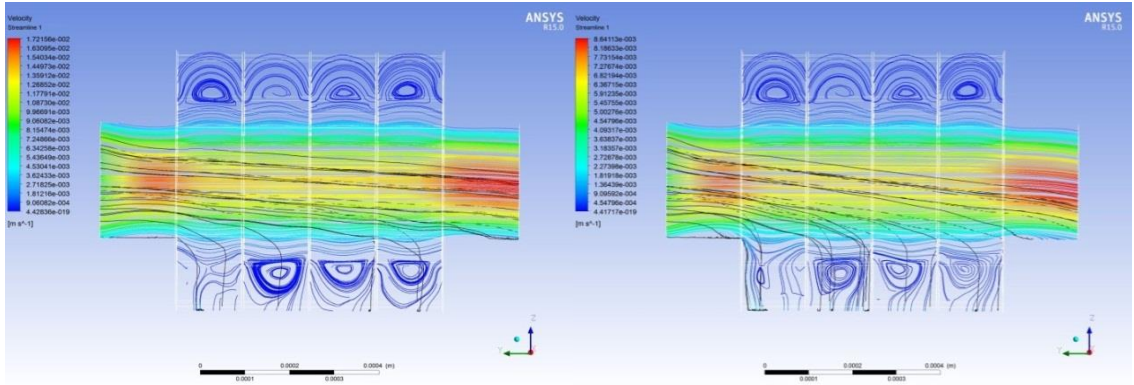 Velocity
Streamline 1
1.72156e-002
1.63095e-002
1.54034e-002
1.44973e-002
1.35912e-002
1.26852e-002
1.17791e-002
1.08730e-002
9.96691e-003
9.06082e-003
8.15474e-003
7.24866e-003
6.34258e-003
5.43649e-003
4.53041e-003
3.62433e-003
2.71825e-003
1.81216e-003
9.06082e-004
4.42836e-019
[m s^-1]
ANSYS
R15.0
0 0.0002 0.0004 (m)
0.0001 0.0003
Z
Y
Velocity
Streamline 1
8.64113e-003
8.18633e-003
7.73154e-003
7.27674e-003
6.82194e-003
6.36715e-003
5.91235e-003
5.45755e-003
5.00276e-003
4.54796e-003
4.09317e-003
3.63837e-003
3.18357e-003
2.72878e-003
2.27398e-003
1.81918e-003
1.36439e-003
9.09592e-004
4.54796e-004
4.41717e-019
[m s^-1]
ANSYS
R15.0
0 0.0002 0.0004 (m)
0.0001 0.0003
Z
Y